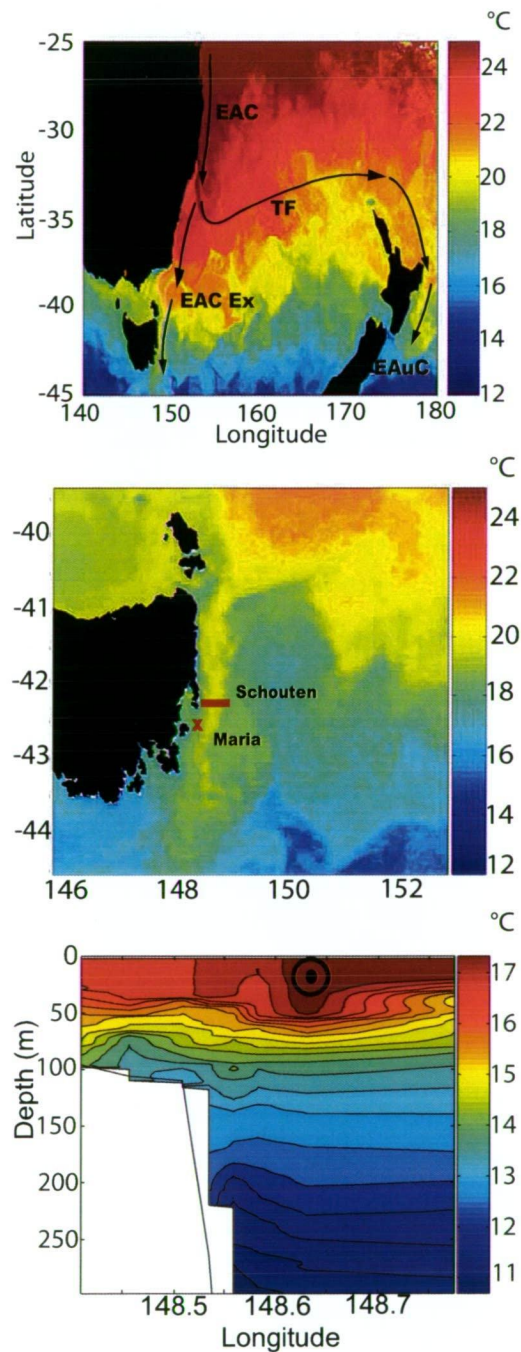 °C
-25
-30
-35
-40
-45
Latitude
EAC
TF
EAC Ex
EAuC
24
22
20
18
16
14
12
140 150 160 170 180
Longitude
°C
-40
-41
-42
-43
-44
Schouten
Maria
24
22
20
18
16
14
12
146 148 150 152
°C
0
50
100
150
200
250
Depth (m)
17
16
15
14
13
12
11
148.5 148.6 148.7
Longitude